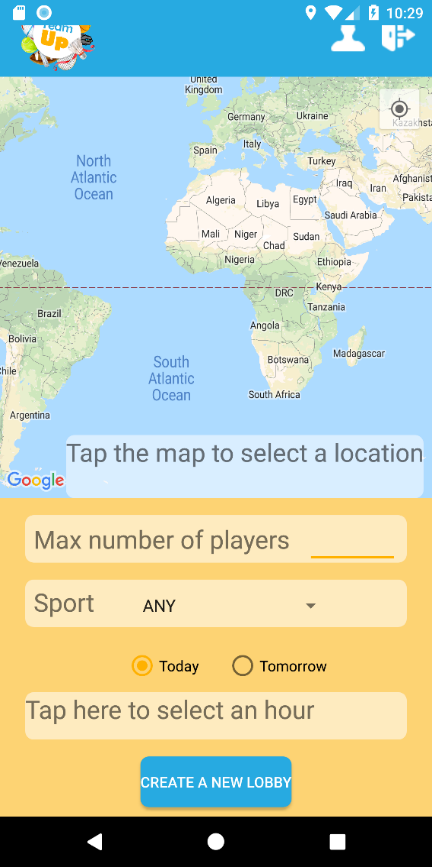 10:29
Team
UP.
United
Kingdom
Germany
Ukraine
Kazakhst
Spain
Italy
Turkey
North
Atlantic
Ocean
Iraq
Iran
Afghanist
Pakista
Algeria
Libya
Egypt
Saudi Arabia
Mali
Niger
Chad
Sudan
Nigeria
Ethiopia
Venezuela
DRC
Kenya
Tanzania
Brazil
Angola
Bolivia
Chile
South
Atlantic
Ocean
Botswana
Madagascar
South Africa
Argentina
Tap the map to select a location
Google
Max number of players
Sport ANY
Today Tomorrow
Tap here to select an hour
CREATE A NEW LOBBY